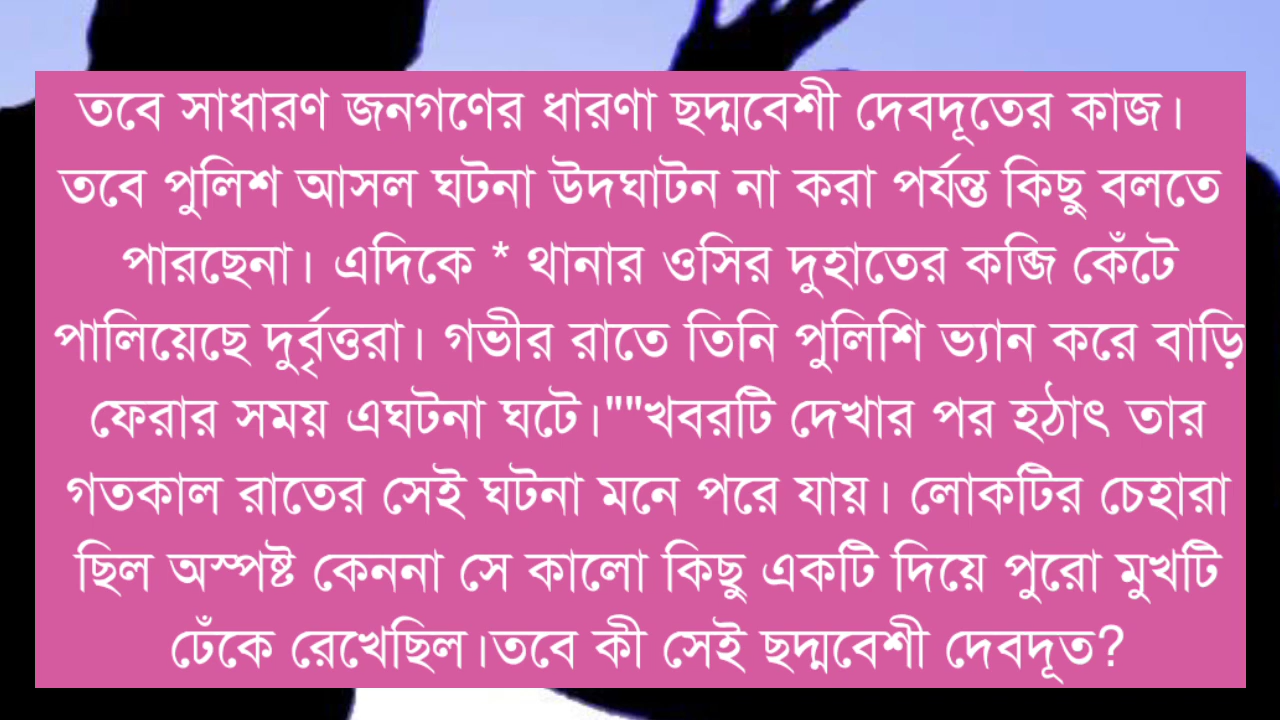 তবে সাধারণ জনগণের ধারণা ছদ্মবেশী দেবদূতের কাজ।
তবে পুলিশ আসল ঘটনা উদঘাটন না করা পর্যন্ত কিছু বলতে
পারছেনা। এদিকে * থানার ওসির দুহাতের কব্জি কেঁটে
পালিয়েছে দুর্বৃত্তরা। গভীর রাতে তিনি পুলিশি ভ্যান করে বাড়ি
ফেরার সময় এঘটনা ঘটে।""খবরটি দেখার পর হঠাৎ তার
গতকাল রাতের সেই ঘটনা মনে পরে যায়। লোকটির চেহারা
ছিল অস্পষ্ট কেননা সে কালো কিছু একটি দিয়ে পুরো মুখটি
ঢেঁকে রেখেছিল।তবে কী সেই ছদ্মবেশী দেবদূত?